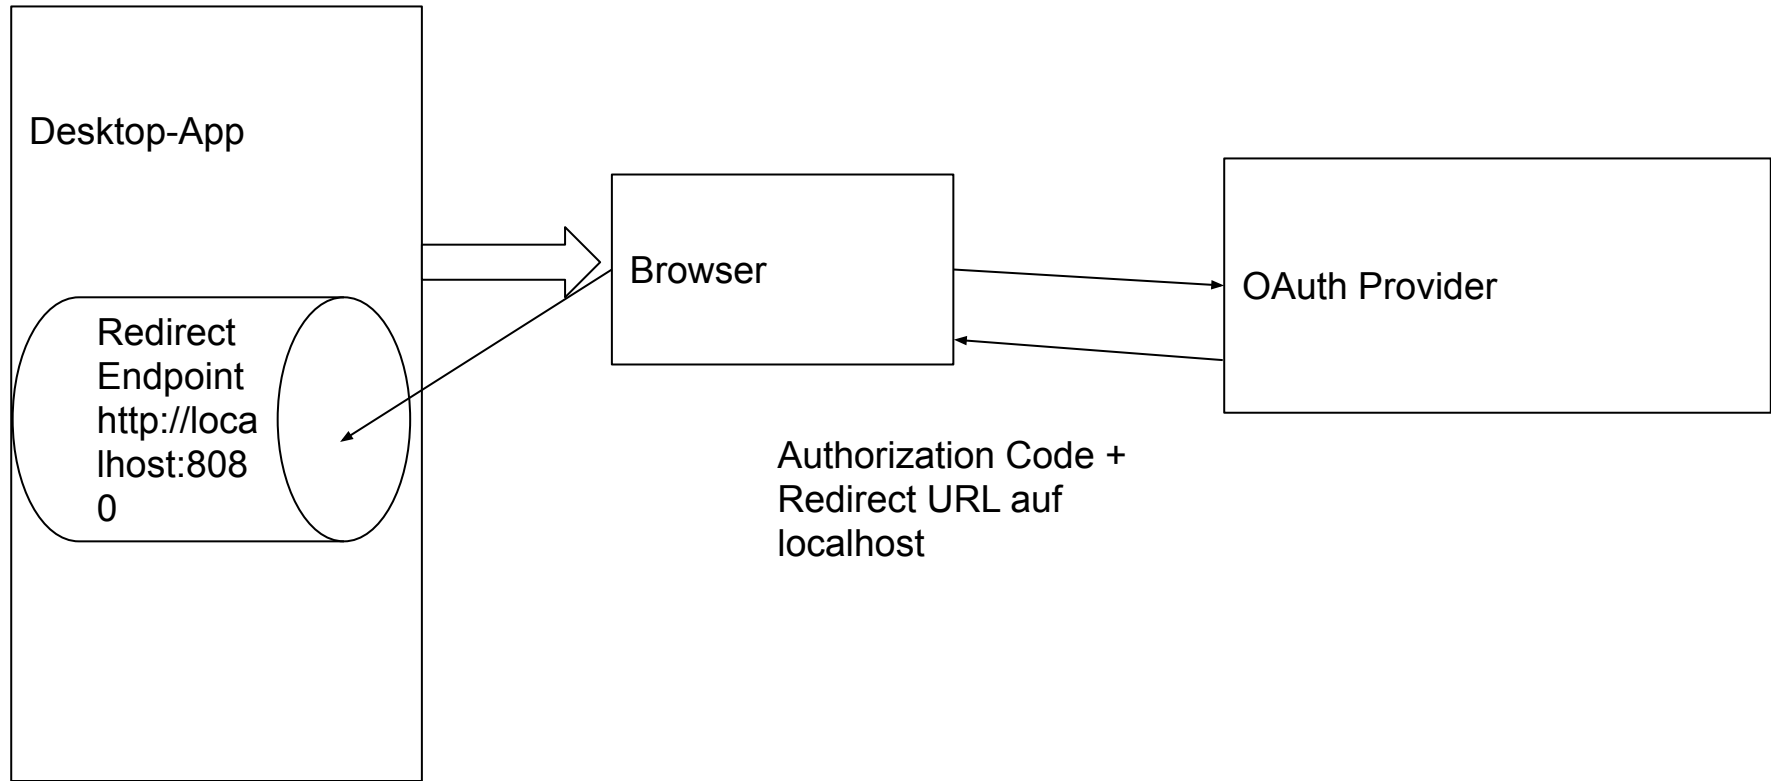 Desktop-App
Redirect
Endpoint
http://loca
lhost:808
0
Browser
OAuth Provider
Authorization Code +
Redirect URL auf
localhost